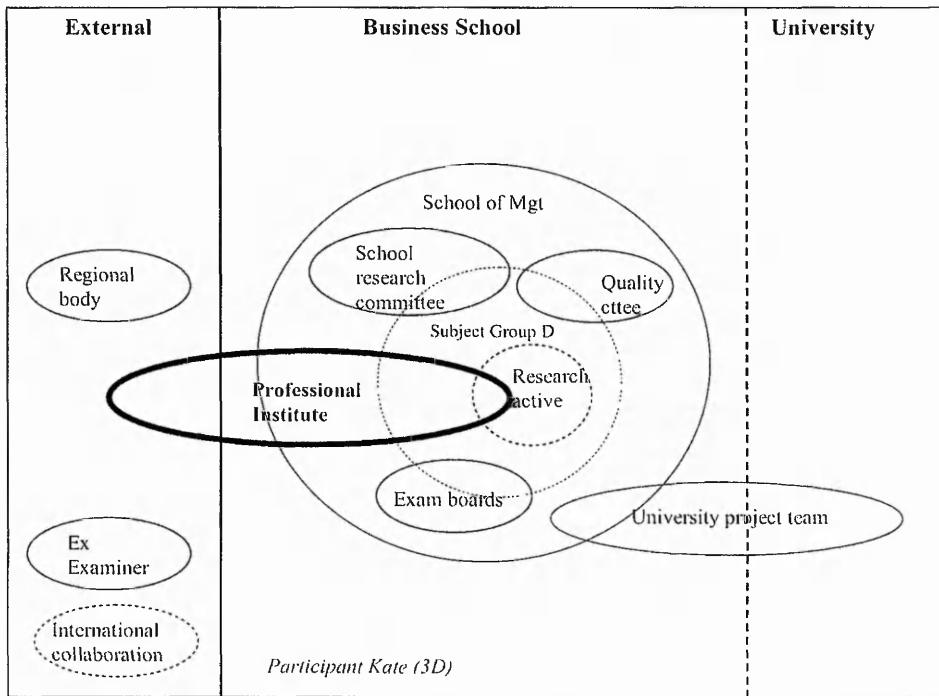 External
Business School
University
School of Mgt
School
research
committee
Quality
cttee
Regional
body
Subject Group D
Research
active
Professional
Institute
Exam boards
University project team
Ex
Examiner
International
collaboration
Participant Kate (3D)